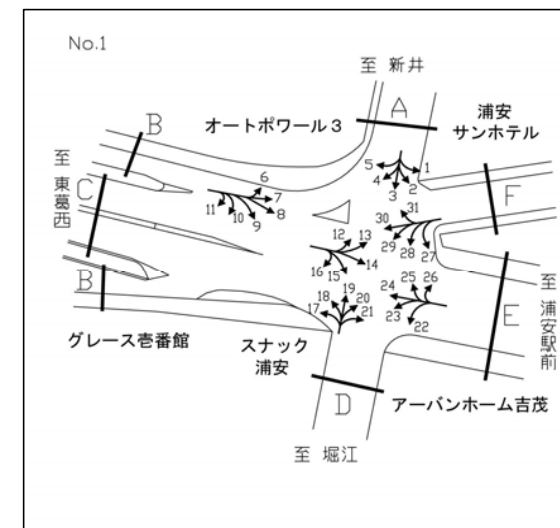 No.1
至 新井
A
浦安
サンホテル
オートポワール3
B
至 東葛西
C
B
F
E
至 浦安駅前
D
5
4
3
2
1
6
7
8
9
10
11
12
13
14
15
16
17
18
19
20
21
22
23
24
25
26
27
28
29
30
31
グレース壱番館
スナック
浦安
アーバンホーム吉茂
至 堀江